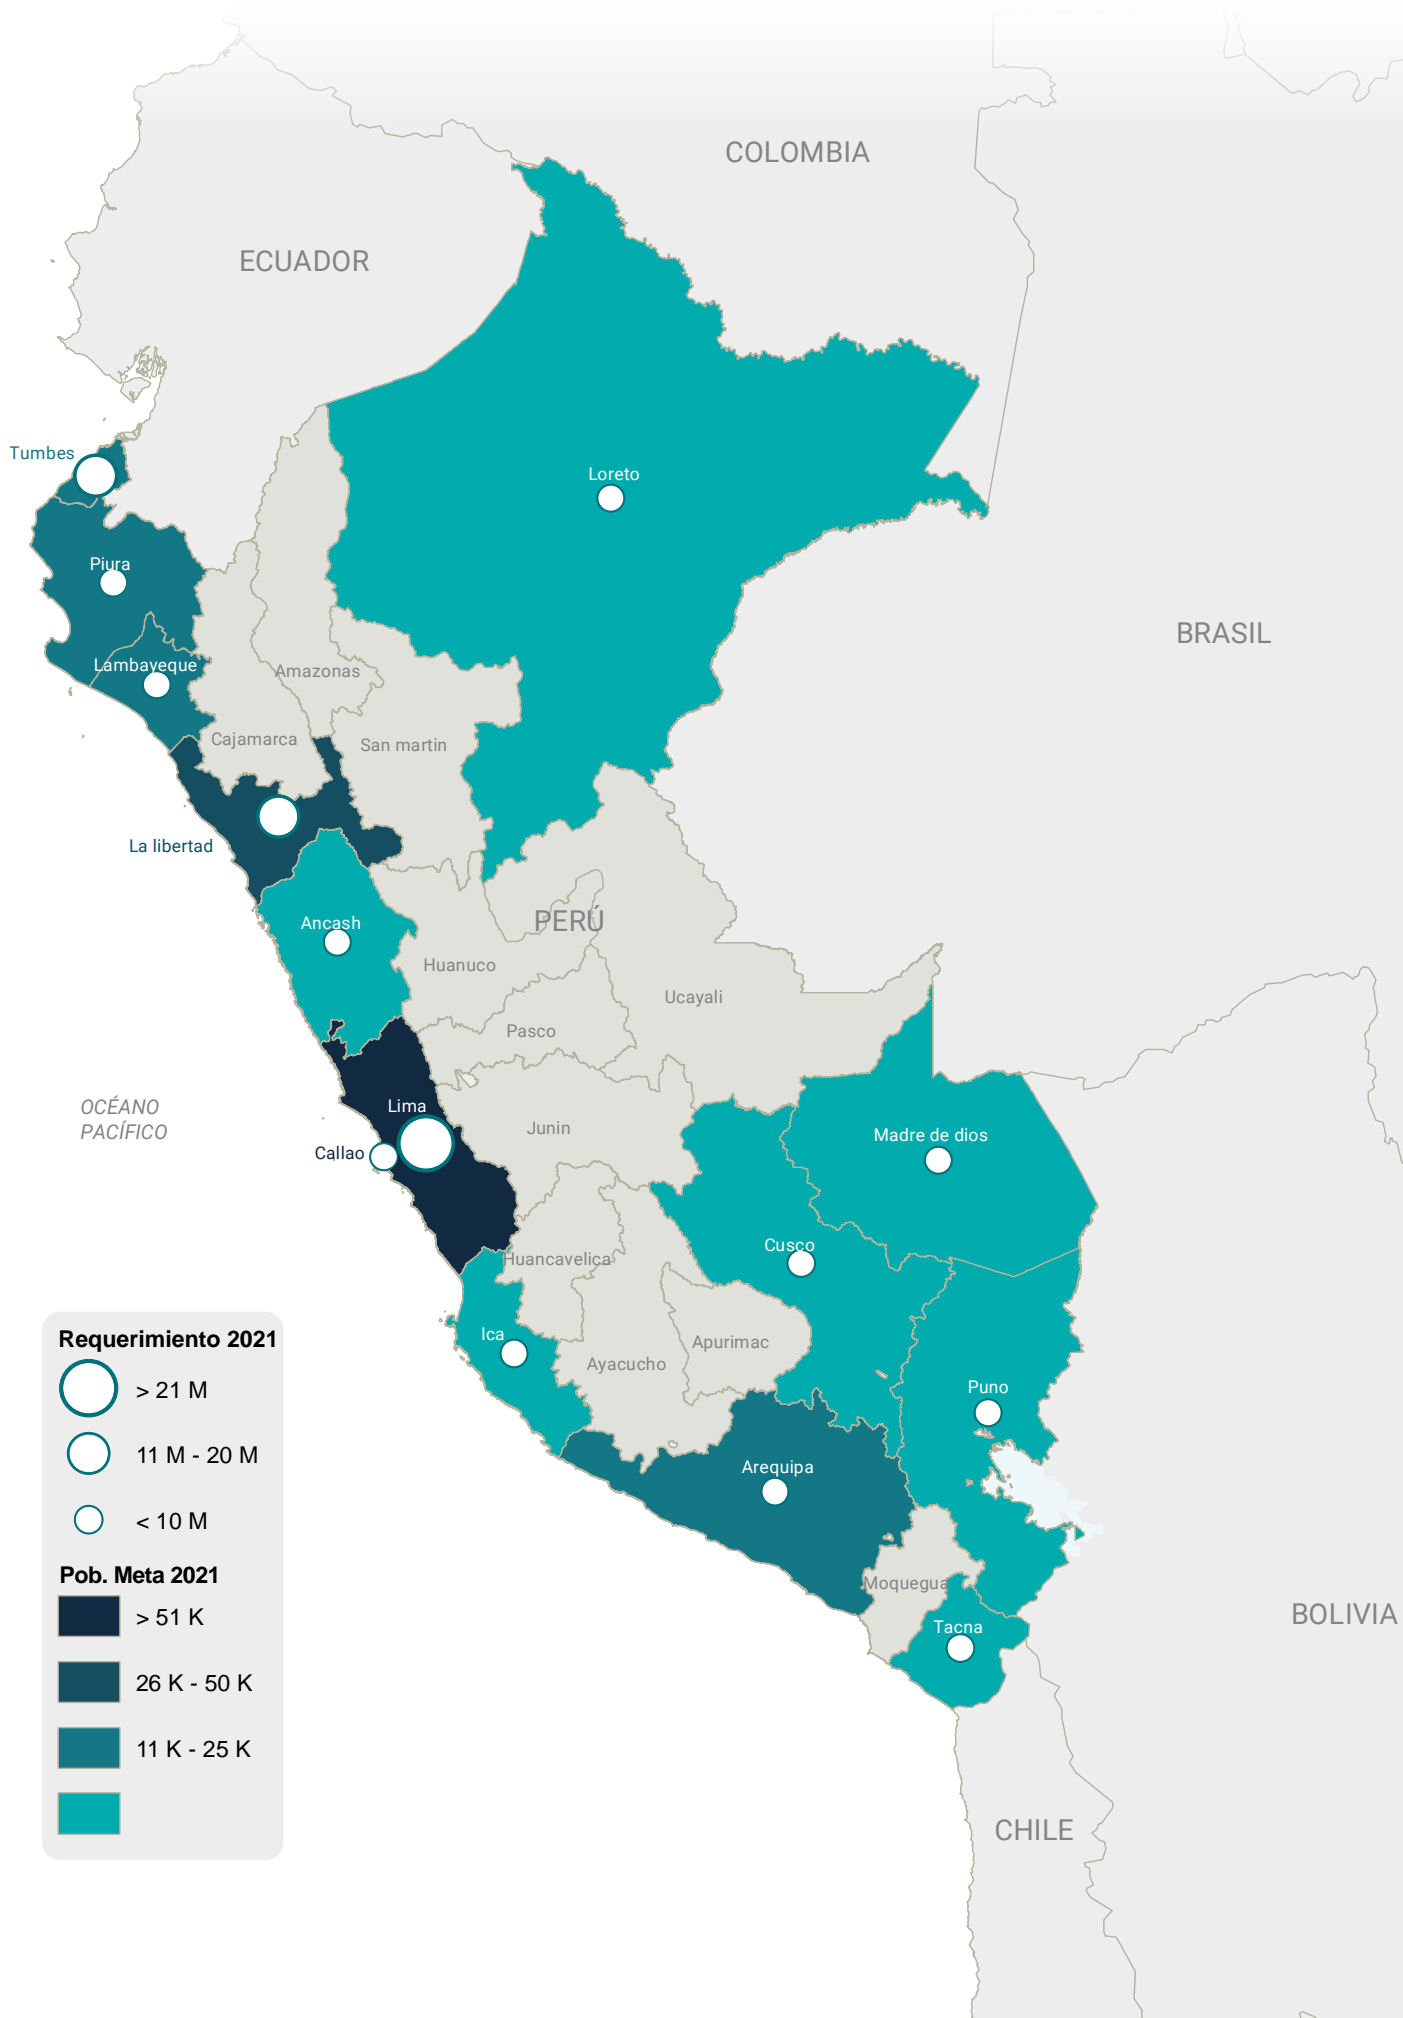 COLOMBIA
ECUADOR
Tumbes
Loreto
Piura
BRASIL
Lambayeque
Amazonas
Cajamarca
San martin
La libertad
Ancash
PERÚ
Huanuco
Ucayali
Pasco
OCÉANO
PACÍFICO
Lima
Junin
Madre de dios
Callao
Cusco
Huancavelica
Ica
Apurimac
Ayacucho
Puno
Arequipa
Moquegua
Tacna
BOLIVIA
CHILE
Requerimiento 2021
> 21 M
11 M - 20 M
< 10 M
Pob. Meta 2021
> 51 K
26 K - 50 K
11 K - 25 K